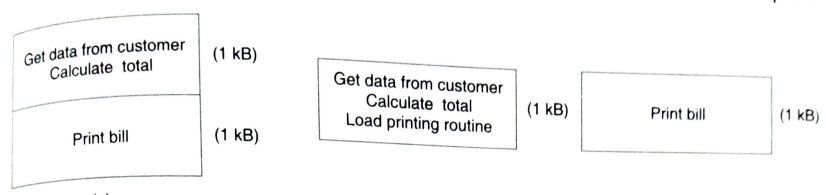 Get data from customer
Calculate total
(1 kB)
Print bill
(1 kB)
Get data from customer
Calculate total
Load printing routine
(1 kB)
Print bill
(1 kB)